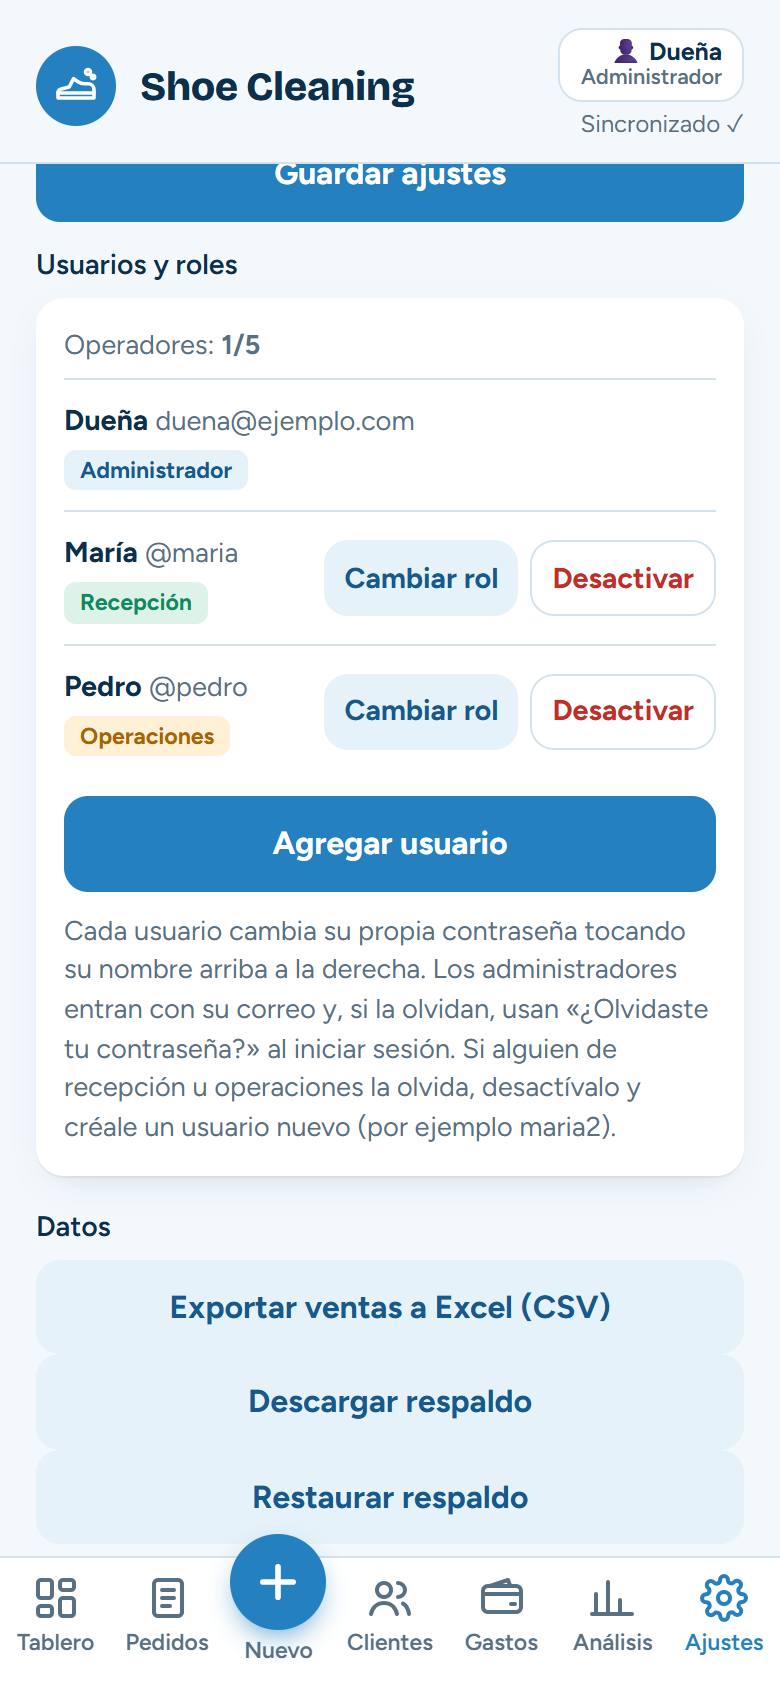 Shoe Cleaning
Dueña
Administrador
Sincronizado ✓
Guardar ajustes
Usuarios y roles
Operadores: 1/5
Dueña duena@ejemplo.com
Administrador
María @maria
Recepción
Cambiar rol
Desactivar
Pedro @pedro
Operaciones
Cambiar rol
Desactivar
Agregar usuario
Cada usuario cambia su propia contraseña tocando
su nombre arriba a la derecha. Los administradores
entran con su correo y, si la olvidan, usan «¿Olvidaste
tu contraseña?» al iniciar sesión. Si alguien de
recepción u operaciones la olvida, desactívalo y
créale un usuario nuevo (por ejemplo maria2).
Datos
Exportar ventas a Excel (CSV)
Descargar respaldo
Restaurar respaldo
Tablero
Pedidos
Nuevo
Clientes
Gastos
Análisis
Ajustes